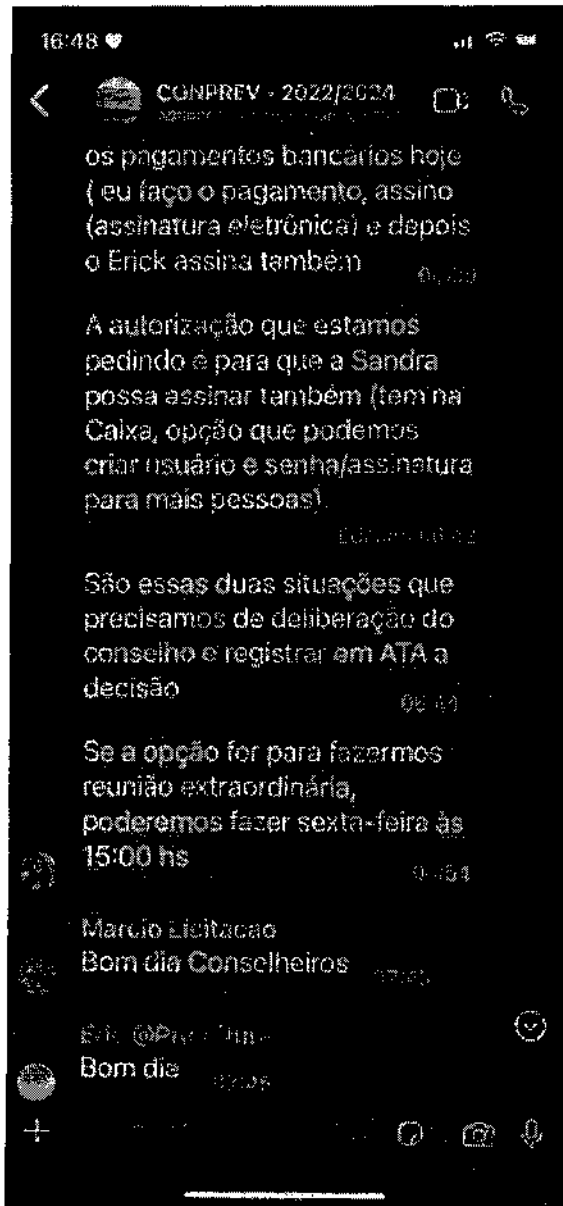 16:48
CONPREV - 2022/2024
os pagamentos bancários hoje
( eu faço o pagamento, assino
(assinatura eletrônica) e depois
o Erick assina também
A autorização que estamos
pedindo é para que a Sandra
possa assinar também (tem na
Caixa, opção que podemos
criar usuário e senha/assinatura
para mais pessoas).
São essas duas situações que
precisamos de deliberação do
conselho e registrar em ATA a
decisão
06:44
Se a opção for para fazermos
reunião extraordinária,
poderemos fazer sexta-feira às
15:00 hs
Marcio Licitacao
Bom dia Conselheiros
Bom dia